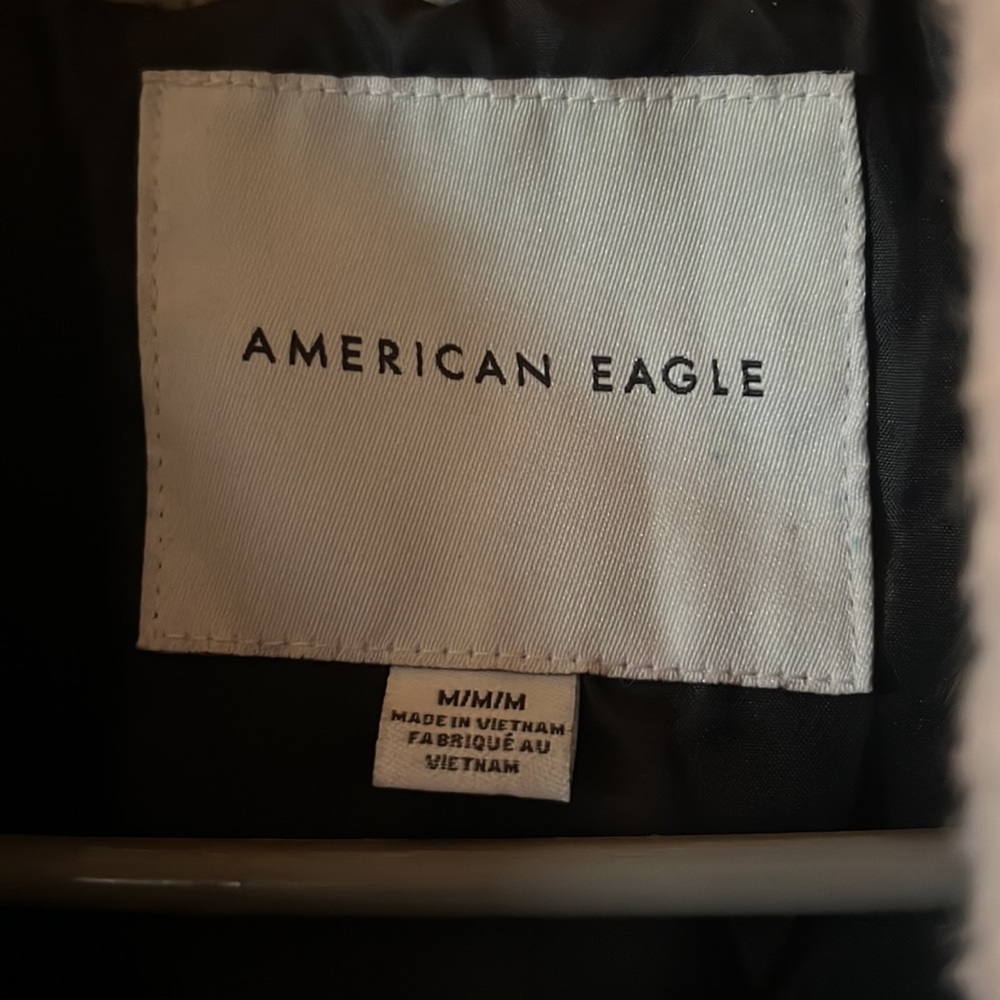 AMERICAN EAGLE
M/M/M
MADE IN VIETNAM
FABRIQUÉ AU
VIETNAM